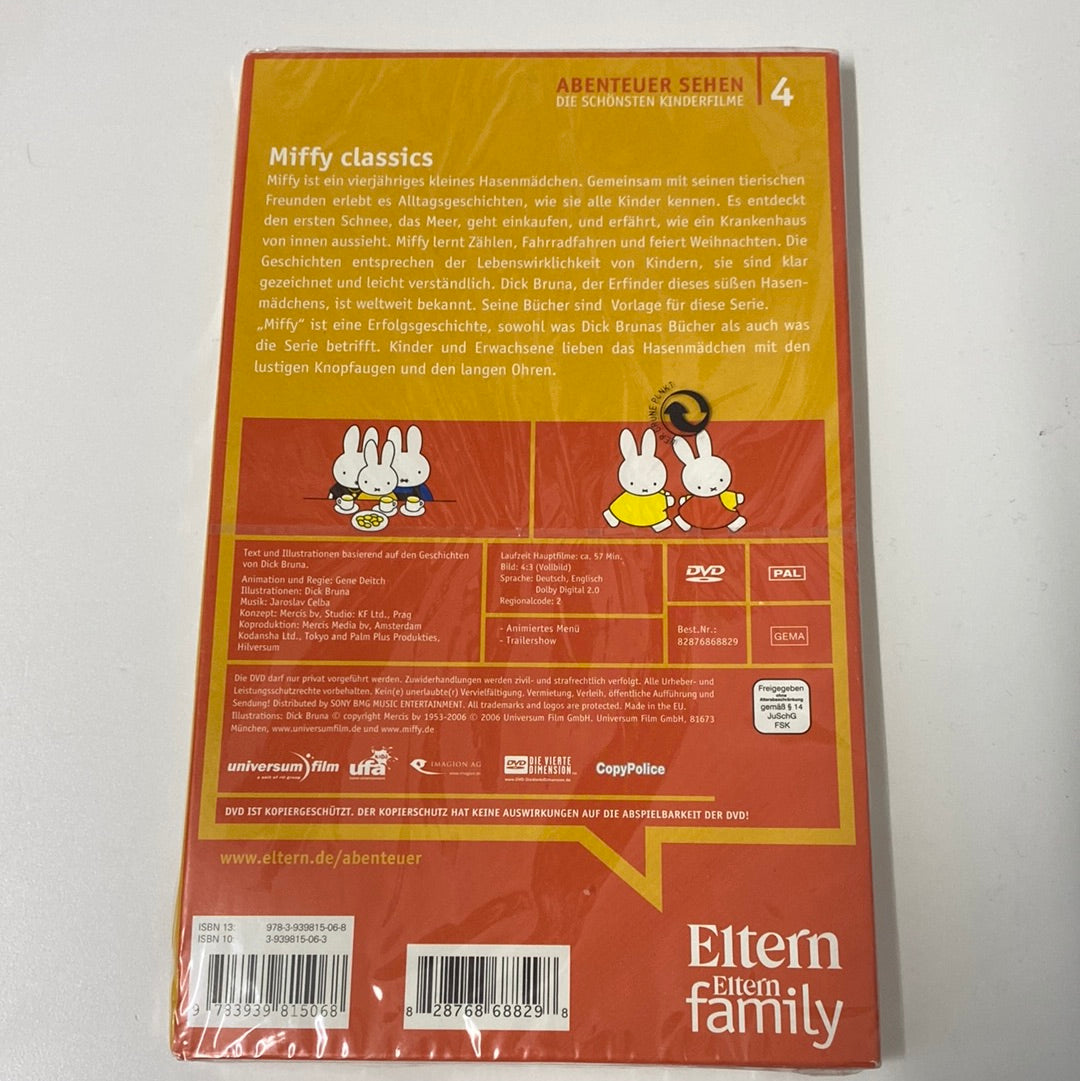 ABENTEUER SEHEN
DIE SCHÖNSTEN KINDERFILME
4
Miffy classics
Miffy ist ein vierjähriges kleines Hasenmädchen. Gemeinsam mit seinen tierischen
Freunden erlebt es Alltagsgeschichten, wie sie alle Kinder kennen. Es entdeckt
den ersten Schnee, das Meer, geht einkaufen, und erfährt, wie ein Krankenhaus
von innen aussieht. Miffy lernt Zählen, Fahrradfahren und feiert Weihnachten. Die
Geschichten entsprechen der Lebenswirklichkeit von Kindern, sie sind klar
gezeichnet und leicht verständlich. Dick Bruna, der Erfinder dieses süßen Hasen-
mädchens, ist weltweit bekannt. Seine Bücher sind Vorlage für diese Serie.
„Miffy“ ist eine Erfolgsgeschichte, sowohl was Dick Brunas Bücher als auch was
die Serie betrifft. Kinder und Erwachsene lieben das Hasenmädchen mit den
lustigen Knopfaugen und den langen Ohren.
DER GRÜNE PUNKT
Text und Illustrationen basierend auf den Geschichten
von Dick Bruna.
Animation und Regie: Gene Deitch
Illustrationen: Dick Bruna
Musik: Jaroslav Celba
Konzept: Mercis bv, Studio: KF Ltd., Prag
Koproduktion: Mercis Media bv, Amsterdam
Kodansha Ltd., Tokyo and Palm Plus Produkties,
Hilversum
Laufzeit Hauptfilme: ca. 57 Min.
Bild: 4:3 (Vollbild)
Sprache: Deutsch, Englisch
Dolby Digital 2.0
Regionalcode: 2
- Animiertes Menü
- Trailershow
DVD
PAL
Best.Nr.:
82876868829
GEMA
Die DVD darf nur privat vorgeführt werden. Zuwiderhandlungen werden zivil- und strafrechtlich verfolgt. Alle Urheber- und
Leistungsschutzrechte vorbehalten. Kein(e) unerlaubte(r) Vervielfältigung, Vermietung, Verleih, öffentliche Aufführung und
Sendung! Distributed by SONY BMG MUSIC ENTERTAINMENT. All trademarks and logos are protected. Made in the EU.
Illustrations: Dick Bruna © copyright Mercis bv 1953-2006 © 2006 Universum Film GmbH. Universum Film GmbH, 81673
München, www.universumfilm.de und www.miffy.de
Freigegeben
ohne
Altersbeschränkung
gemäß § 14
JuSchG
FSK
universum film
a unit of rtl group
ufa
IMAGION AG
www.imagion.de
DVD DIE VIERTE
DIMENSION
CopyPolice
DVD IST KOPIERGESCHÜTZT. DER KOPIERSCHUTZ HAT KEINE AUSWIRKUNGEN AUF DIE ABSPIELBARKEIT DER DVD!
www.eltern.de/abenteuer
ISBN 13: 978-3-939815-06-8
ISBN 10: 3-939815-06-3
9 783939 815068
8 28768 68829 8
Eltern
Eltern
family